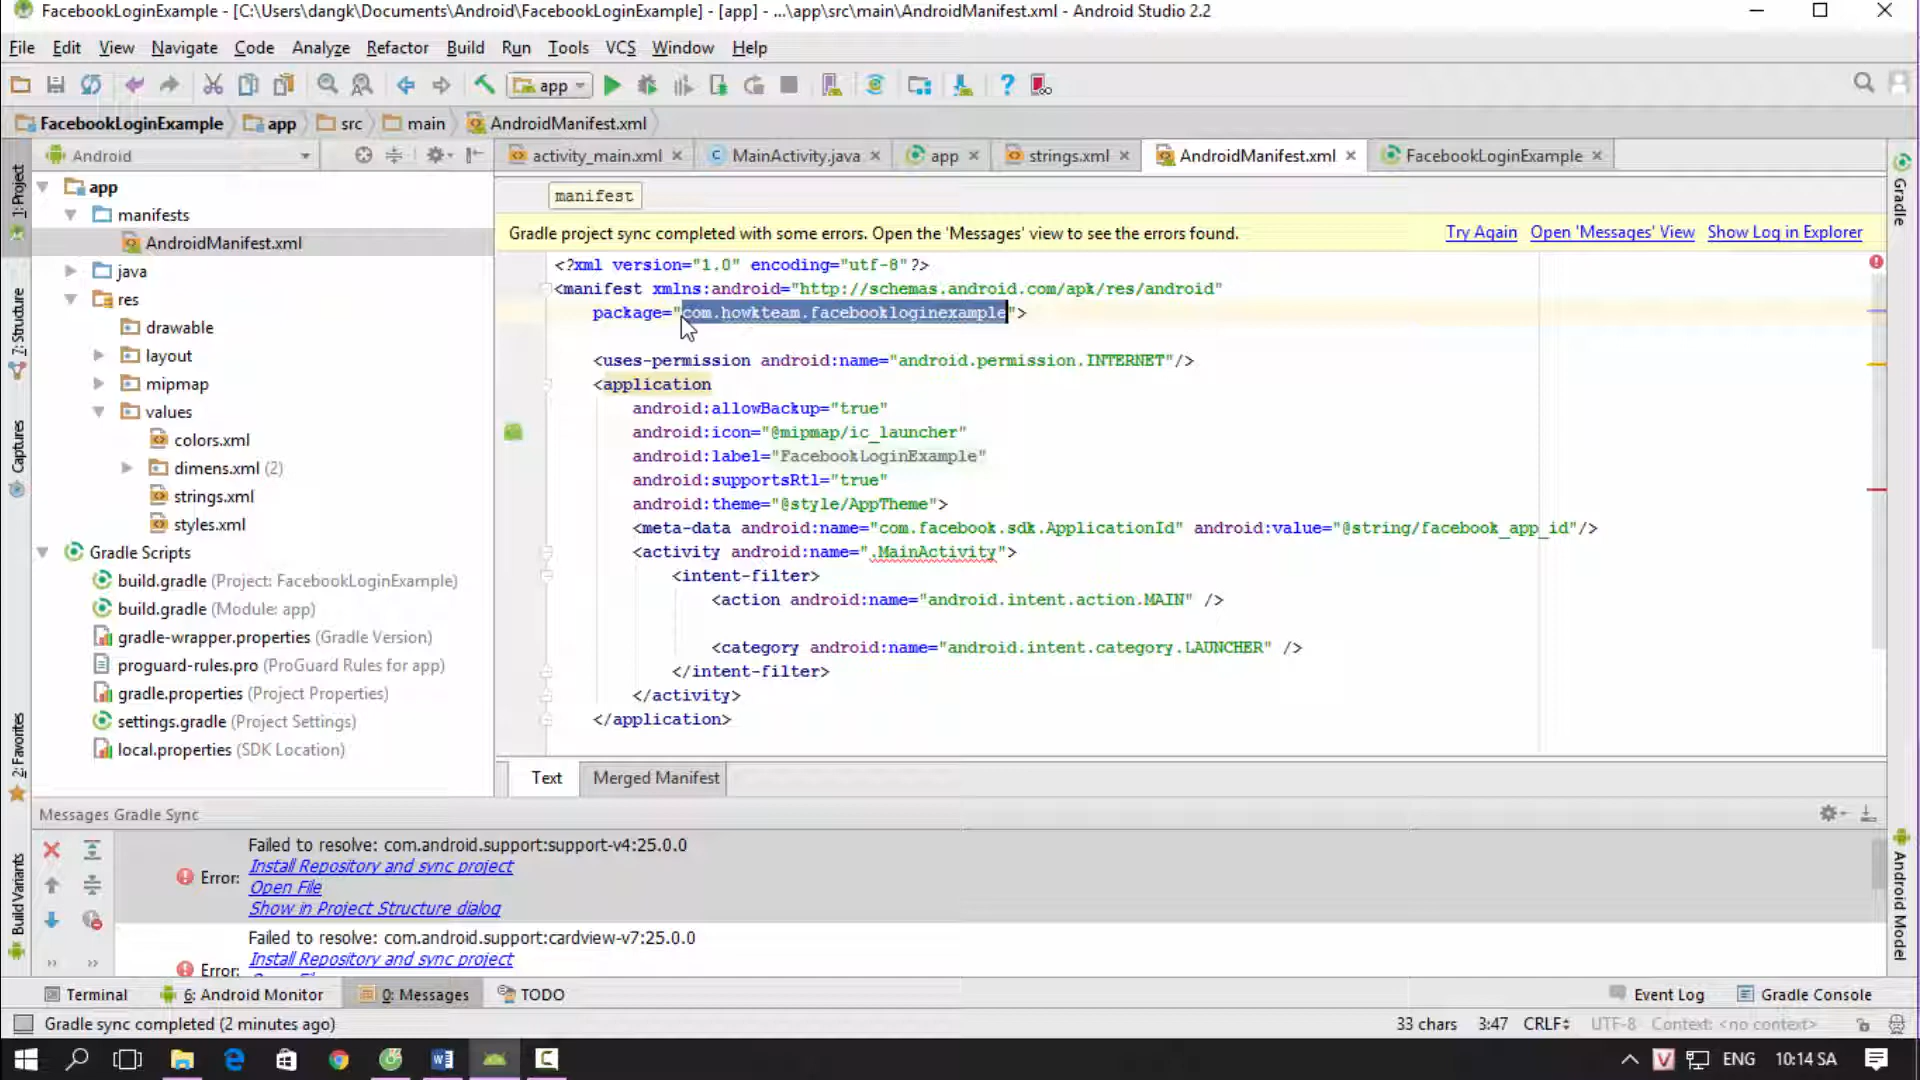 FacebookLoginExample - [C:\Users\dangk\Documents\Android\FacebookLoginExample] - [app] - ...\app\src\main\AndroidManifest.xml - Android Studio 2.2
File Edit View Navigate Code Analyze Refactor Build Run Tools VCS Window Help
app
FacebookLoginExample app src main AndroidManifest.xml
Android
activity_main.xml MainActivity.java app strings.xml AndroidManifest.xml FacebookLoginExample
1: Project
7: Structure
Captures
2: Favorites
Build Variants
app
manifests
AndroidManifest.xml
java
res
drawable
layout
mipmap
values
colors.xml
dimens.xml (2)
strings.xml
styles.xml
Gradle Scripts
build.gradle (Project: FacebookLoginExample)
build.gradle (Module: app)
gradle-wrapper.properties (Gradle Version)
proguard-rules.pro (ProGuard Rules for app)
gradle.properties (Project Properties)
settings.gradle (Project Settings)
local.properties (SDK Location)
manifest
Gradle project sync completed with some errors. Open the 'Messages' view to see the errors found. Try Again Open 'Messages' View Show Log in Explorer
<?xml version="1.0" encoding="utf-8"?>
<manifest xmlns:android="http://schemas.android.com/apk/res/android"
package="com.howkteam.facebookloginexample">
<uses-permission android:name="android.permission.INTERNET"/>
<application
android:allowBackup="true"
android:icon="@mipmap/ic_launcher"
android:label="FacebookLoginExample"
android:supportsRtl="true"
android:theme="@style/AppTheme">
<meta-data android:name="com.facebook.sdk.ApplicationId" android:value="@string/facebook_app_id"/>
<activity android:name=".MainActivity">
<intent-filter>
<action android:name="android.intent.action.MAIN" />
<category android:name="android.intent.category.LAUNCHER" />
</intent-filter>
</activity>
</application>
Text Merged Manifest
Gradle
Android Model
Messages Gradle Sync
Failed to resolve: com.android.support:support-v4:25.0.0
Install Repository and sync project
Error:
Open File
Show in Project Structure dialog
Failed to resolve: com.android.support:cardview-v7:25.0.0
Install Repository and sync project
Error:
Terminal 6: Android Monitor 0: Messages TODO Event Log Gradle Console
Gradle sync completed (2 minutes ago) 33 chars 3:47 CRLF UTF-8 Context: <no context>
ENG 10:14 SA